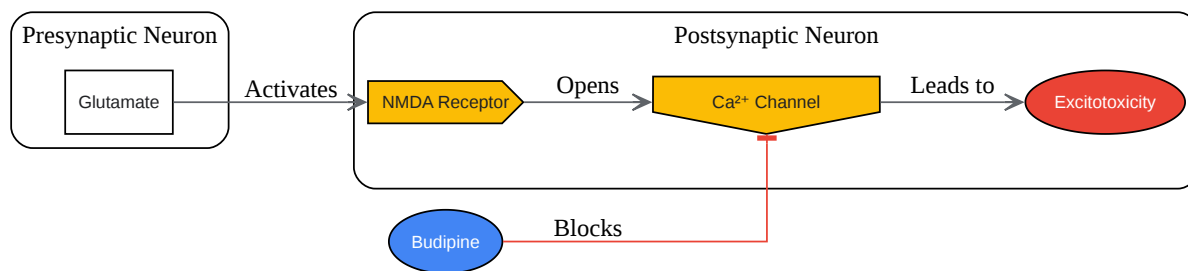 Presynaptic Neuron
Postsynaptic Neuron
Glutamate
Activates
NMDA Receptor
Opens
Ca²⁺ Channel
Leads to
Excitotoxicity
Budipine
Blocks